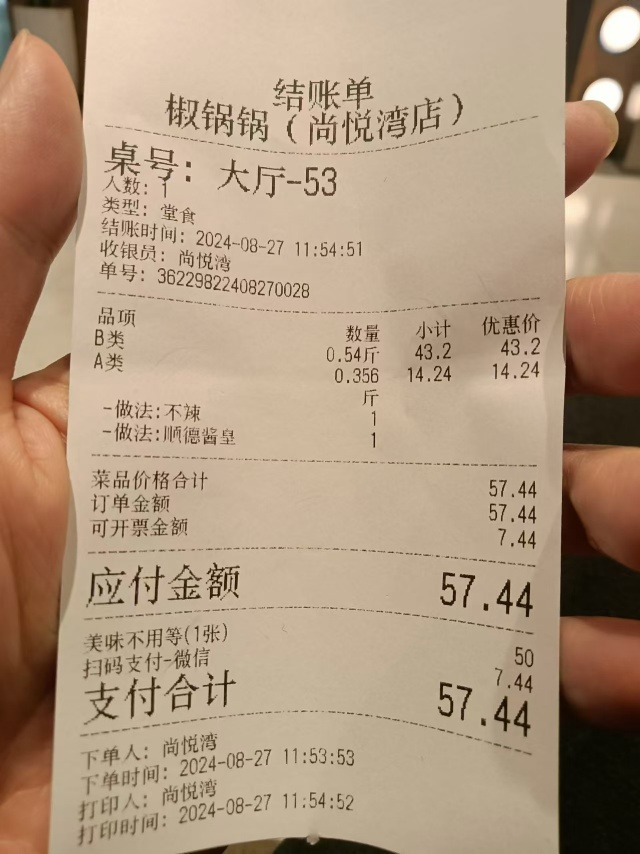 结账单
椒锅锅（尚悦湾店）
桌号: 大厅-53
人数: 1
类型: 堂食
结账时间: 2024-08-27 11:54:51
收银员: 尚悦湾
单号: 36229822408270028
品项 数量 小计 优惠价
B类 0.54斤 43.2 43.2
A类 0.356 14.24 14.24
斤
-做法:不辣 1
-做法:顺德酱皇 1
菜品价格合计 57.44
订单金额 57.44
可开票金额 7.44
应付金额 57.44
美味不用等(1张) 50
扫码支付-微信 7.44
支付合计 57.44
下单人: 尚悦湾
下单时间: 2024-08-27 11:53:53
打印人: 尚悦湾
打印时间: 2024-08-27 11:54:52